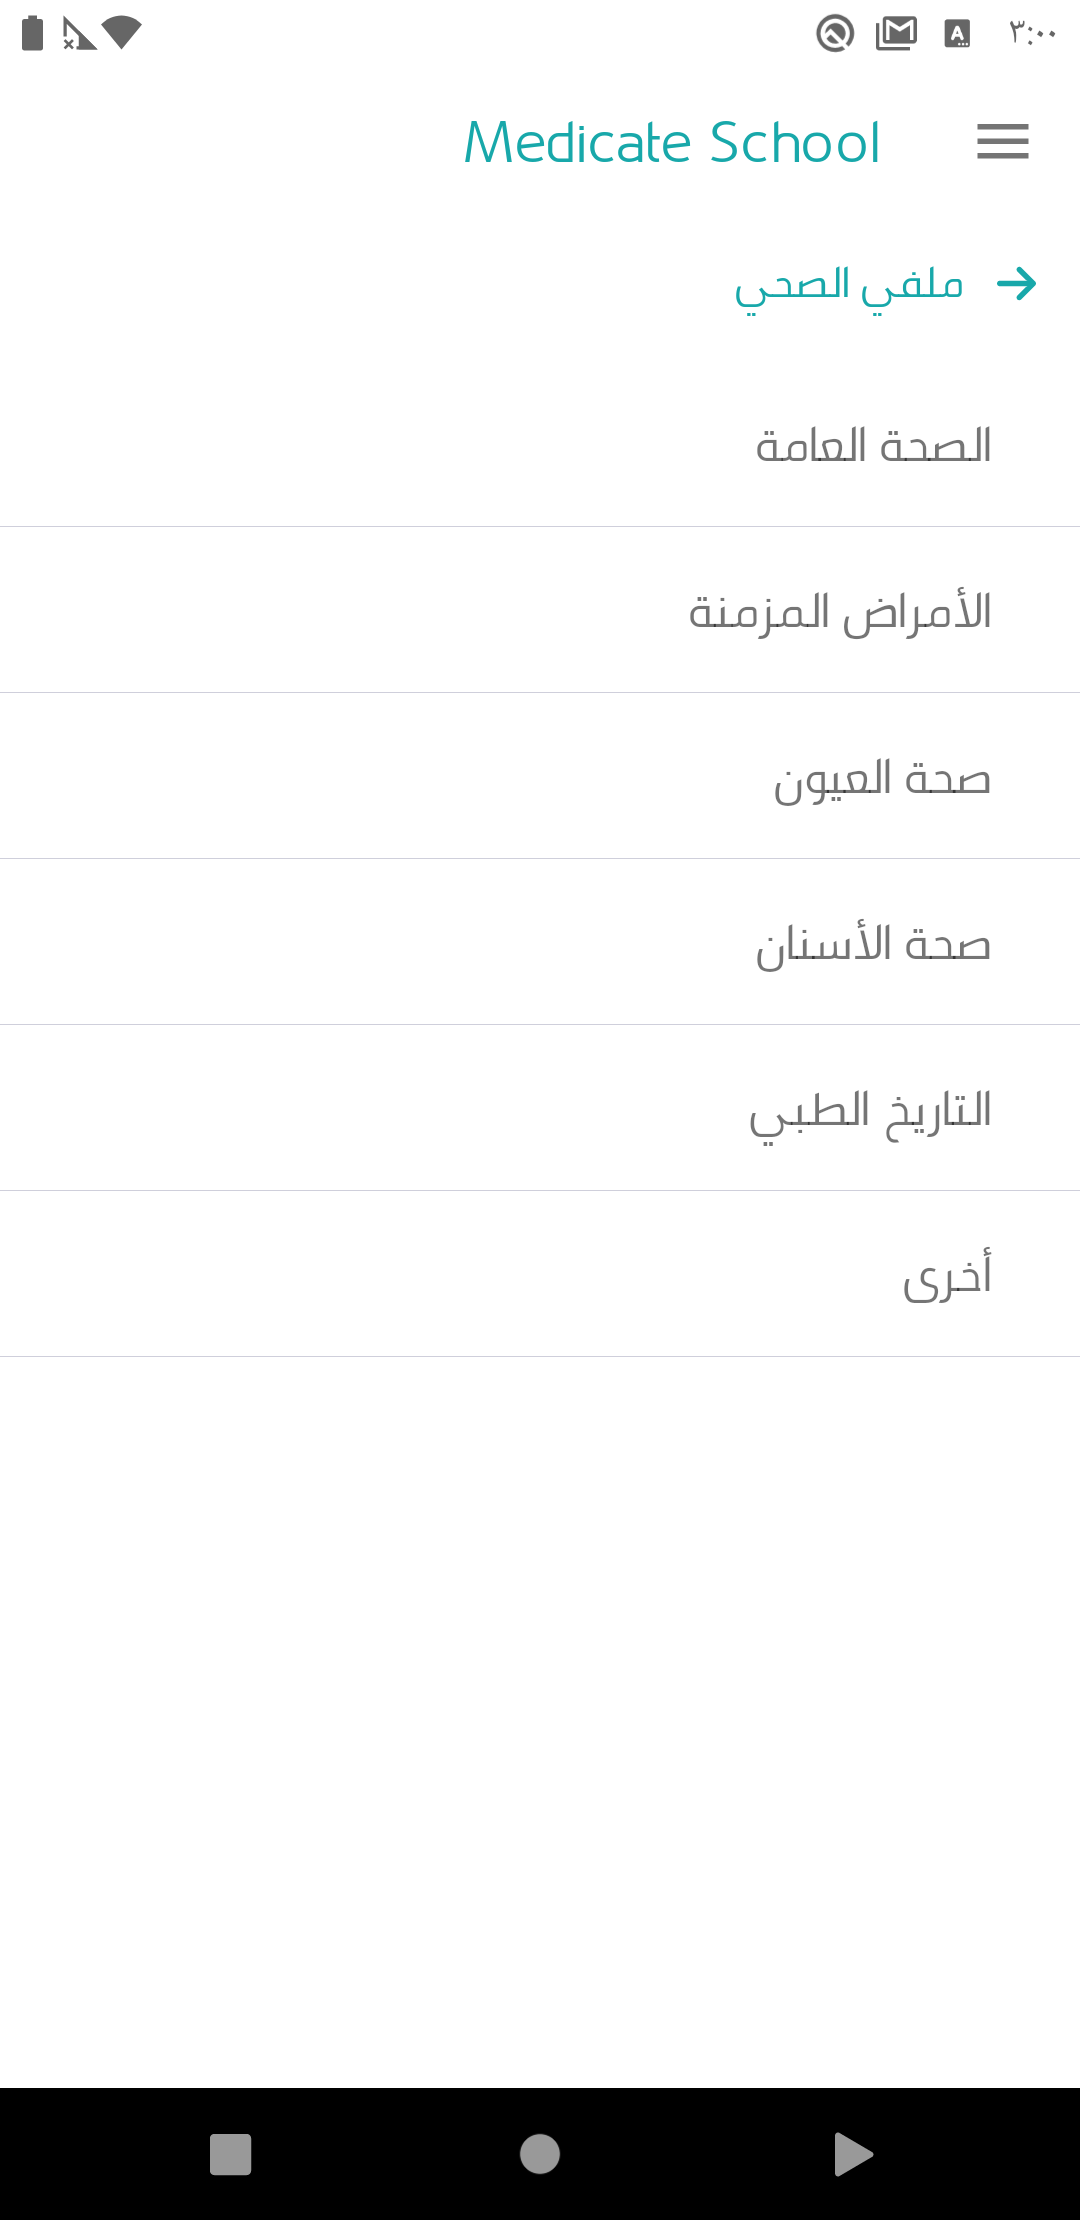 ٣:٠٠
Medicate School
ملفي الصحي
الصحة العامة
الأمراض المزمنة
صحة العيون
صحة الأسنان
التاريخ الطبي
أخرى